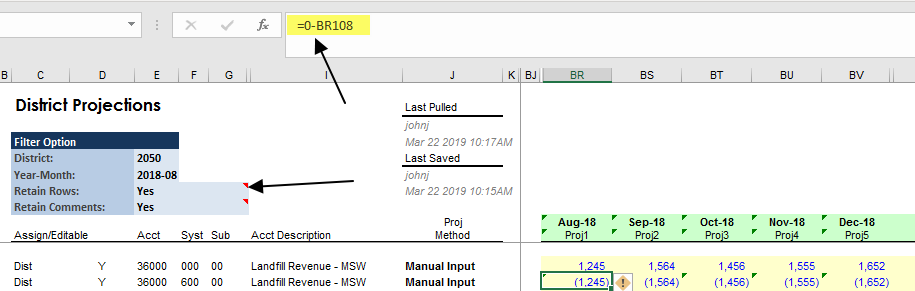 =0-BR108
B C D E F G I J K BJ BR BS BT BU BV
District Projections
Last Pulled
johnj
Mar 22 2019 10:17AM
Last Saved
johnj
Mar 22 2019 10:15AM
Filter Option
District: 2050
Year-Month: 2018-08
Retain Rows: Yes
Retain Comments: Yes
Proj Aug-18 Sep-18 Oct-18 Nov-18 Dec-18
Assign/Editable Acct Syst Sub Acct Description Method Proj1 Proj2 Proj3 Proj4 Proj5
Dist Y 36000 000 00 Landfill Revenue - MSW Manual Input 1,245 1,564 1,456 1,555 1,652
Dist Y 36000 600 00 Landfill Revenue - MSW Manual Input (1,245) (1,564) (1,456) (1,555) (1,652)